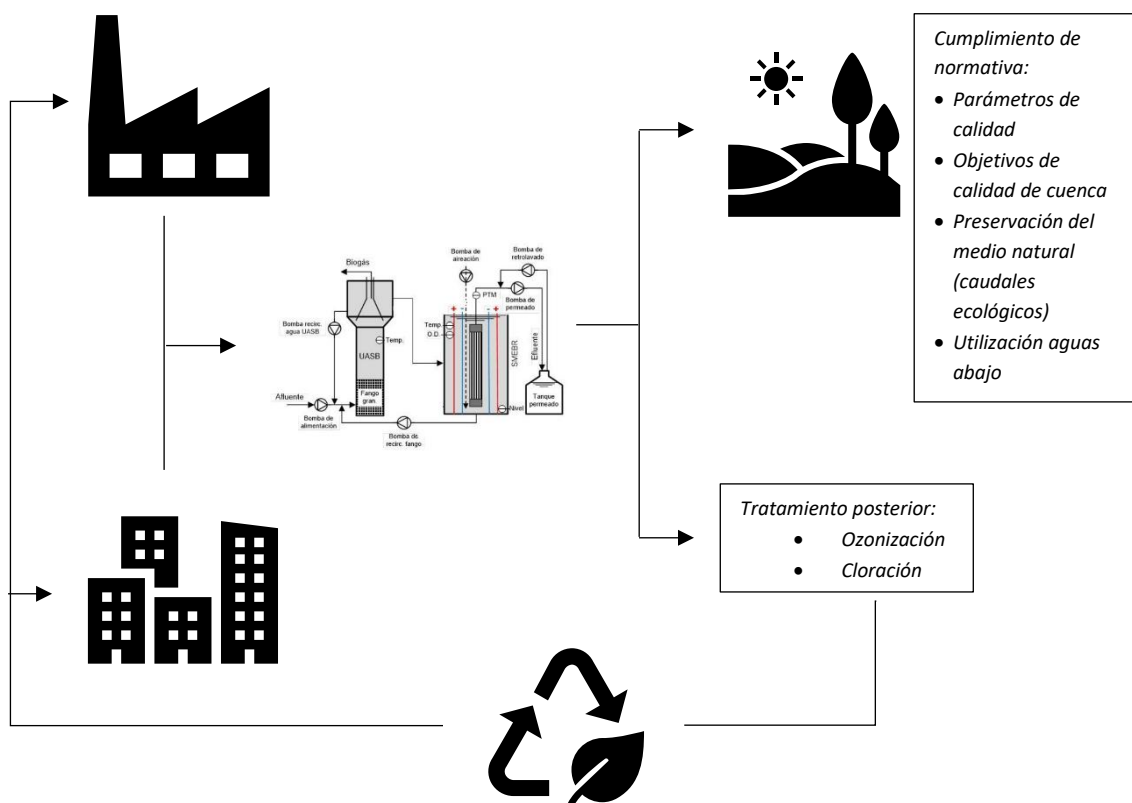 Cumplimiento de
normativa:
• Parámetros de
calidad
• Objetivos de
calidad de cuenca
• Preservación del
medio natural
(caudales
ecológicos)
• Utilización aguas
abajo
Biogás
Bomba de
aireación
Bomba de
retrolavado
PTM
Bomba de
permeado
Bomba recirc.
agua UASB
Temp.
O.D.
Temp.
UASB
SMEBR
Efluente
Fango
gran.
Afluente
Bomba de
alimentación
Nivel
Tanque
permeado
Bomba de
recirc. fango
Tratamiento posterior:
• Ozonización
• Cloración